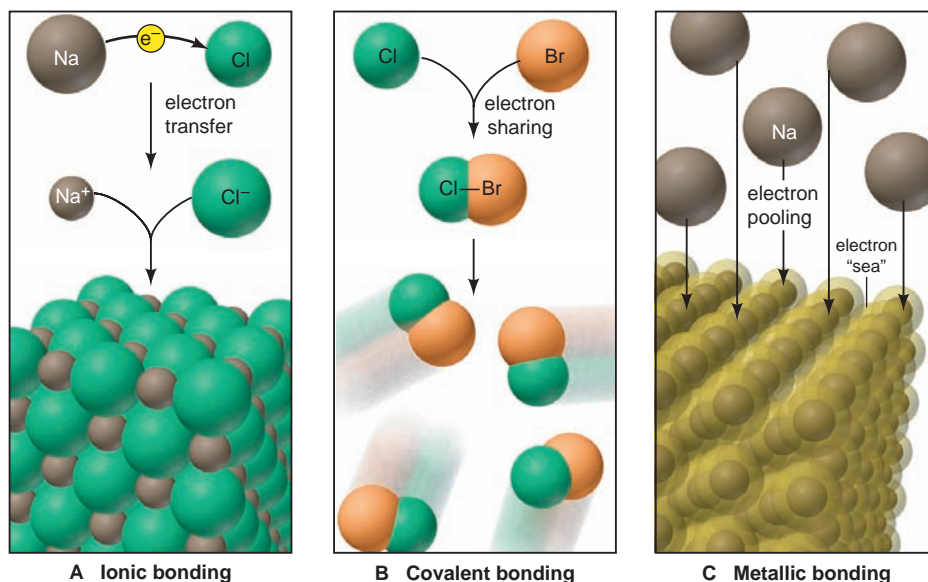 Na
e⁻
Cl
electron
transfer
Na⁺
Cl⁻
A Ionic bonding
Cl
Br
electron
sharing
Cl—Br
B Covalent bonding
Na
electron
pooling
electron
"sea"
C Metallic bonding